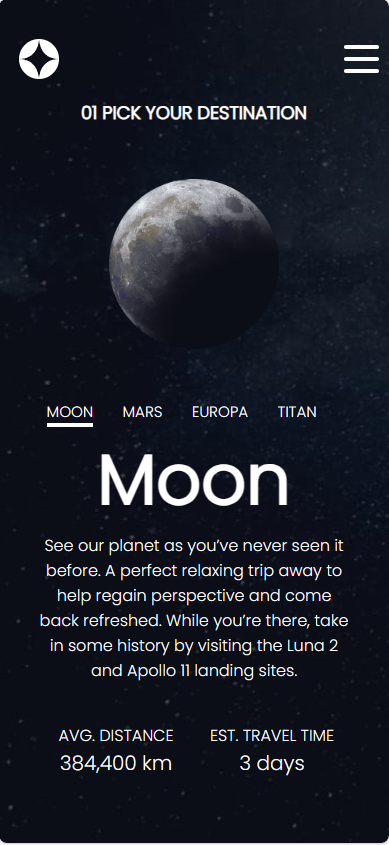 01 PICK YOUR DESTINATION
MOON MARS EUROPA TITAN
Moon
See our planet as you’ve never seen it
before. A perfect relaxing trip away to
help regain perspective and come
back refreshed. While you’re there, take
in some history by visiting the Luna 2
and Apollo 11 landing sites.
AVG. DISTANCE EST. TRAVEL TIME
384,400 km 3 days